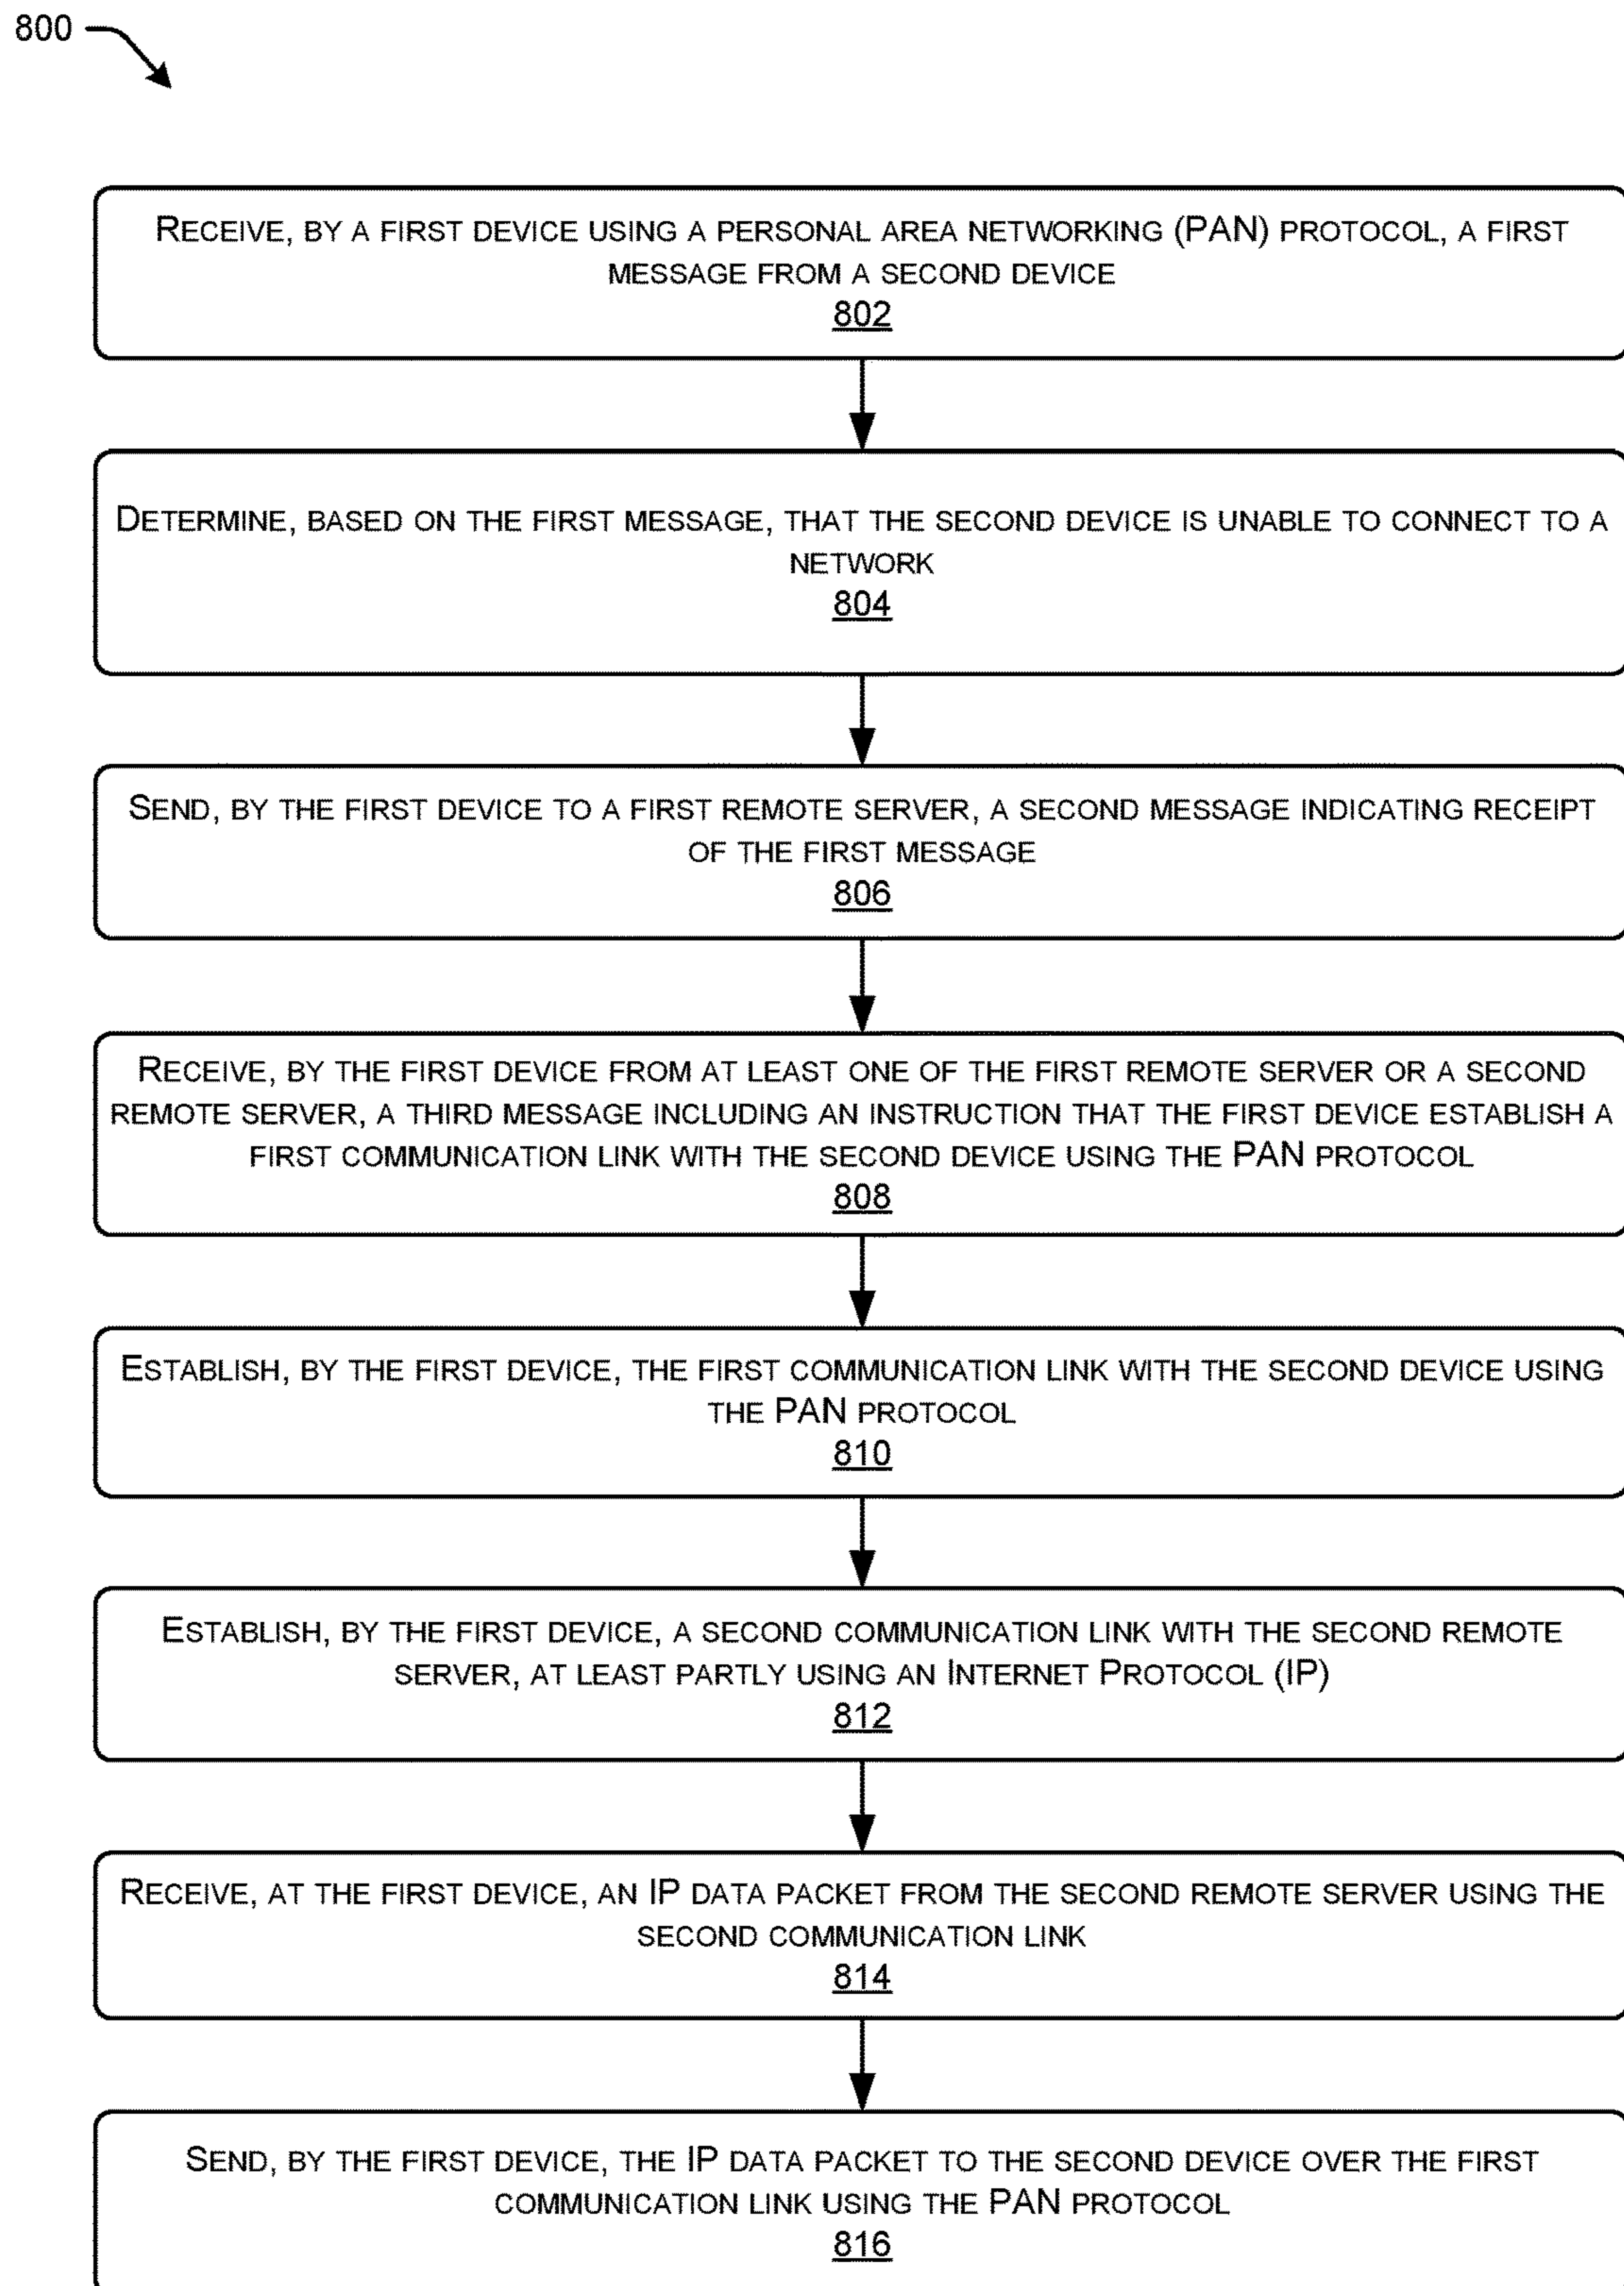 800
RECEIVE, BY A FIRST DEVICE USING A PERSONAL AREA NETWORKING (PAN) PROTOCOL, A FIRST
MESSAGE FROM A SECOND DEVICE
802
DETERMINE, BASED ON THE FIRST MESSAGE, THAT THE SECOND DEVICE IS UNABLE TO CONNECT TO A
NETWORK
804
SEND, BY THE FIRST DEVICE TO A FIRST REMOTE SERVER, A SECOND MESSAGE INDICATING RECEIPT
OF THE FIRST MESSAGE
806
RECEIVE, BY THE FIRST DEVICE FROM AT LEAST ONE OF THE FIRST REMOTE SERVER OR A SECOND
REMOTE SERVER, A THIRD MESSAGE INCLUDING AN INSTRUCTION THAT THE FIRST DEVICE ESTABLISH A
FIRST COMMUNICATION LINK WITH THE SECOND DEVICE USING THE PAN PROTOCOL
808
ESTABLISH, BY THE FIRST DEVICE, THE FIRST COMMUNICATION LINK WITH THE SECOND DEVICE USING
THE PAN PROTOCOL
810
ESTABLISH, BY THE FIRST DEVICE, A SECOND COMMUNICATION LINK WITH THE SECOND REMOTE
SERVER, AT LEAST PARTLY USING AN INTERNET PROTOCOL (IP)
812
RECEIVE, AT THE FIRST DEVICE, AN IP DATA PACKET FROM THE SECOND REMOTE SERVER USING THE
SECOND COMMUNICATION LINK
814
SEND, BY THE FIRST DEVICE, THE IP DATA PACKET TO THE SECOND DEVICE OVER THE FIRST
COMMUNICATION LINK USING THE PAN PROTOCOL
816